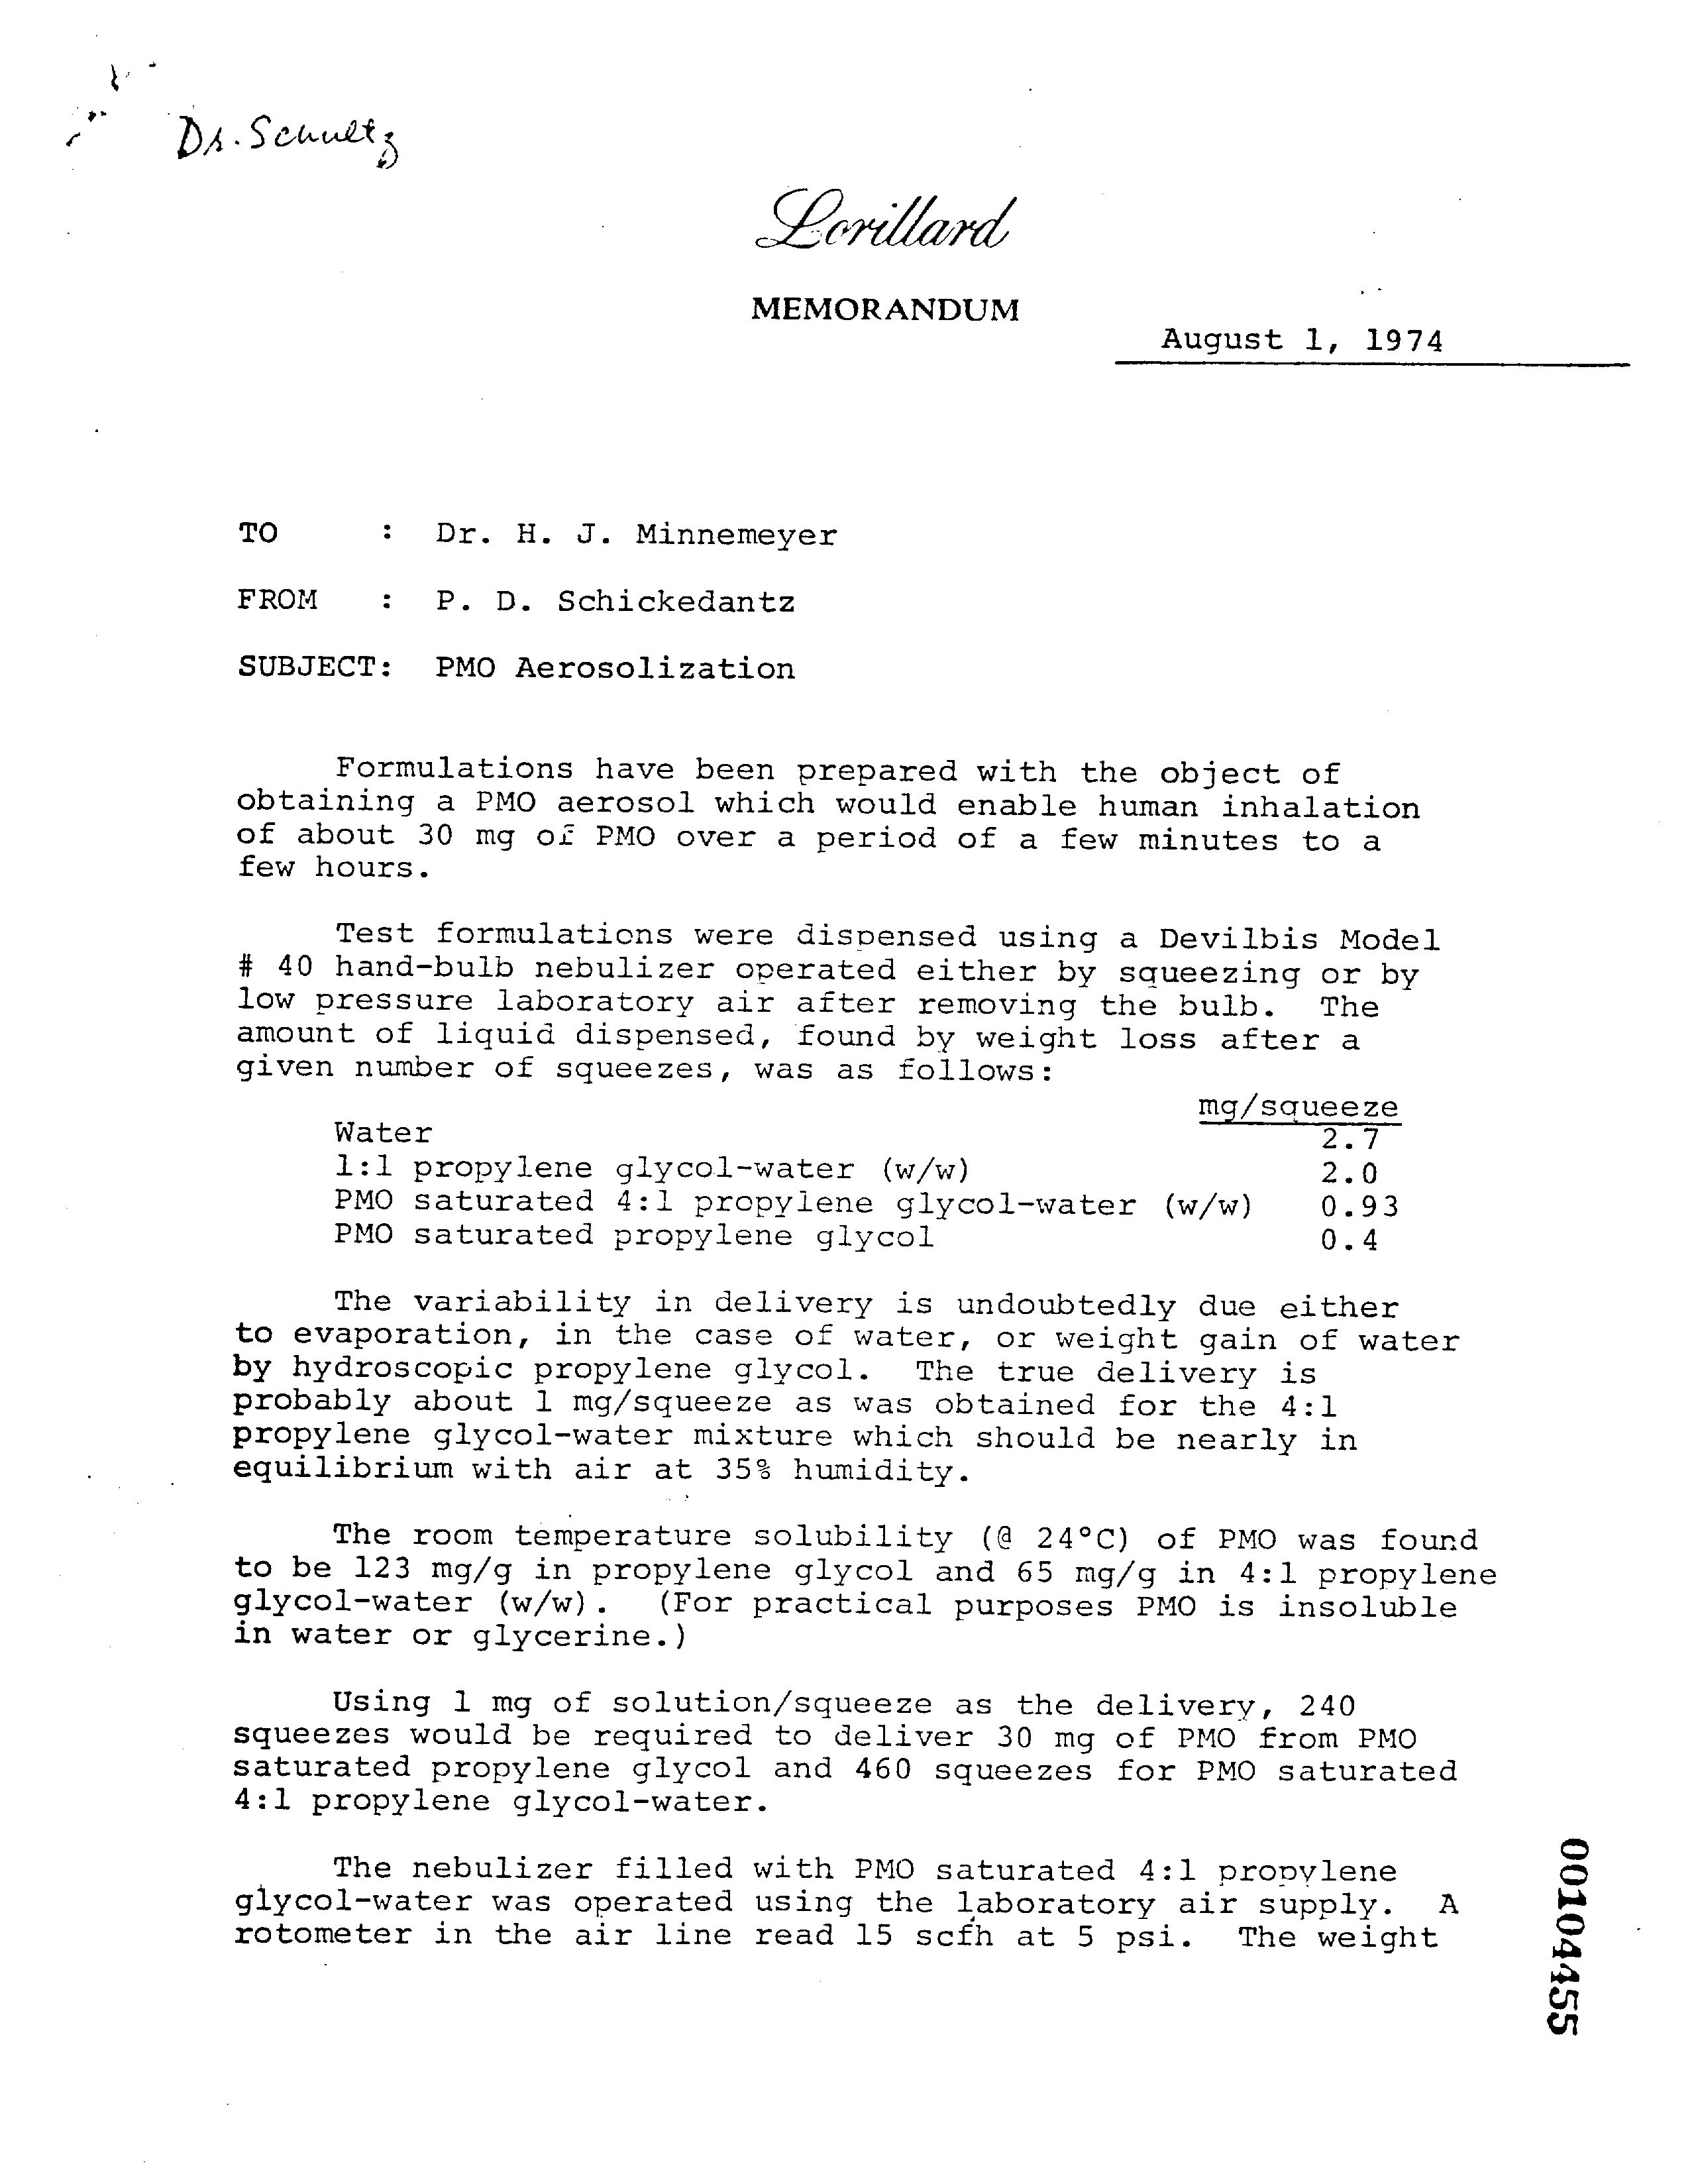 Dr. Schultz
Lorillard
MEMORANDUM
August 1, 1974
TO : Dr. H. J. Minnemeyer
FROM : P. D. Schickedantz
SUBJECT: PMO Aerosolization
Formulations have been prepared with the object of
obtaining a PMO aerosol which would enable human inhalation
of about 30 mg of PMO over a period of a few minutes to a
few hours.
Test formulations were dispensed using a Devilbis Model
# 40 hand-bulb nebulizer operated either by squeezing or by
low pressure laboratory air after removing the bulb. The
amount of liquid dispensed, found by weight loss after a
given number of squeezes, was as follows:
mg/squeeze
Water 2.7
1:1 propylene glycol-water (w/w) 2.0
PMO saturated 4:1 propylene glycol-water (w/w) 0.93
PMO saturated propylene glycol 0.4
The variability in delivery is undoubtedly due either
to evaporation, in the case of water, or weight gain of water
by hydroscopic propylene glycol. The true delivery is
probably about 1 mg/squeeze as was obtained for the 4:1
propylene glycol-water mixture which should be nearly in
equilibrium with air at 35% humidity.
The room temperature solubility (@ 24°C) of PMO was found
to be 123 mg/g in propylene glycol and 65 mg/g in 4:1 propylene
glycol-water (w/w). (For practical purposes PMO is insoluble
in water or glycerine.)
Using 1 mg of solution/squeeze as the delivery, 240
squeezes would be required to deliver 30 mg of PMO from PMO
saturated propylene glycol and 460 squeezes for PMO saturated
4:1 propylene glycol-water.
The nebulizer filled with PMO saturated 4:1 propylene
glycol-water was operated using the laboratory air supply. A
rotometer in the air line read 15 scfh at 5 psi. The weight
00104455